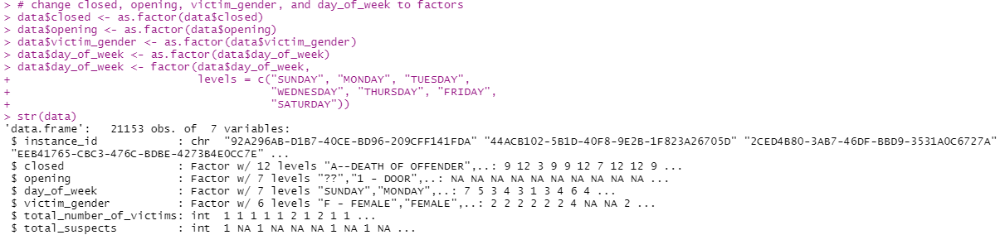 > # change closed, opening, victim_gender, and day_of_week to factors
> data$closed <- as.factor(data$closed)
> data$opening <- as.factor(data$opening)
> data$victim_gender <- as.factor(data$victim_gender)
> data$day_of_week <- as.factor(data$day_of_week)
> data$day_of_week <- factor(data$day_of_week,
+                            levels = c("SUNDAY", "MONDAY", "TUESDAY",
+                                       "WEDNESDAY", "THURSDAY", "FRIDAY",
+                                       "SATURDAY"))
> str(data)
'data.frame':   21153 obs. of  7 variables:
 $ instance_id            : chr  "92A296AB-D1B7-40CE-BD96-209CFF141FDA" "44ACB102-5B1D-40F8-9E2B-1F823A26705D" "2CED4B80-3AB7-46DF-BBD9-3531A0C6727A"
 "EEB41765-CBC3-476C-BDBE-4273B4E0CC7E" ...
 $ closed                 : Factor w/ 12 levels "A--DEATH OF OFFENDER",..: 9 12 3 9 9 12 7 12 12 9 ...
 $ opening                : Factor w/ 7 levels "??","1 - DOOR",..: NA NA NA NA NA NA NA NA NA NA ...
 $ day_of_week            : Factor w/ 7 levels "SUNDAY","MONDAY",..: 7 5 3 4 3 1 3 4 6 4 ...
 $ victim_gender          : Factor w/ 6 levels "F - FEMALE","FEMALE",..: 2 2 2 2 2 2 4 NA NA 2 ...
 $ total_number_of_victims: int  1 1 1 1 1 2 1 2 1 1 ...
 $ total_suspects         : int  1 NA 1 NA NA NA 1 NA 1 NA ...